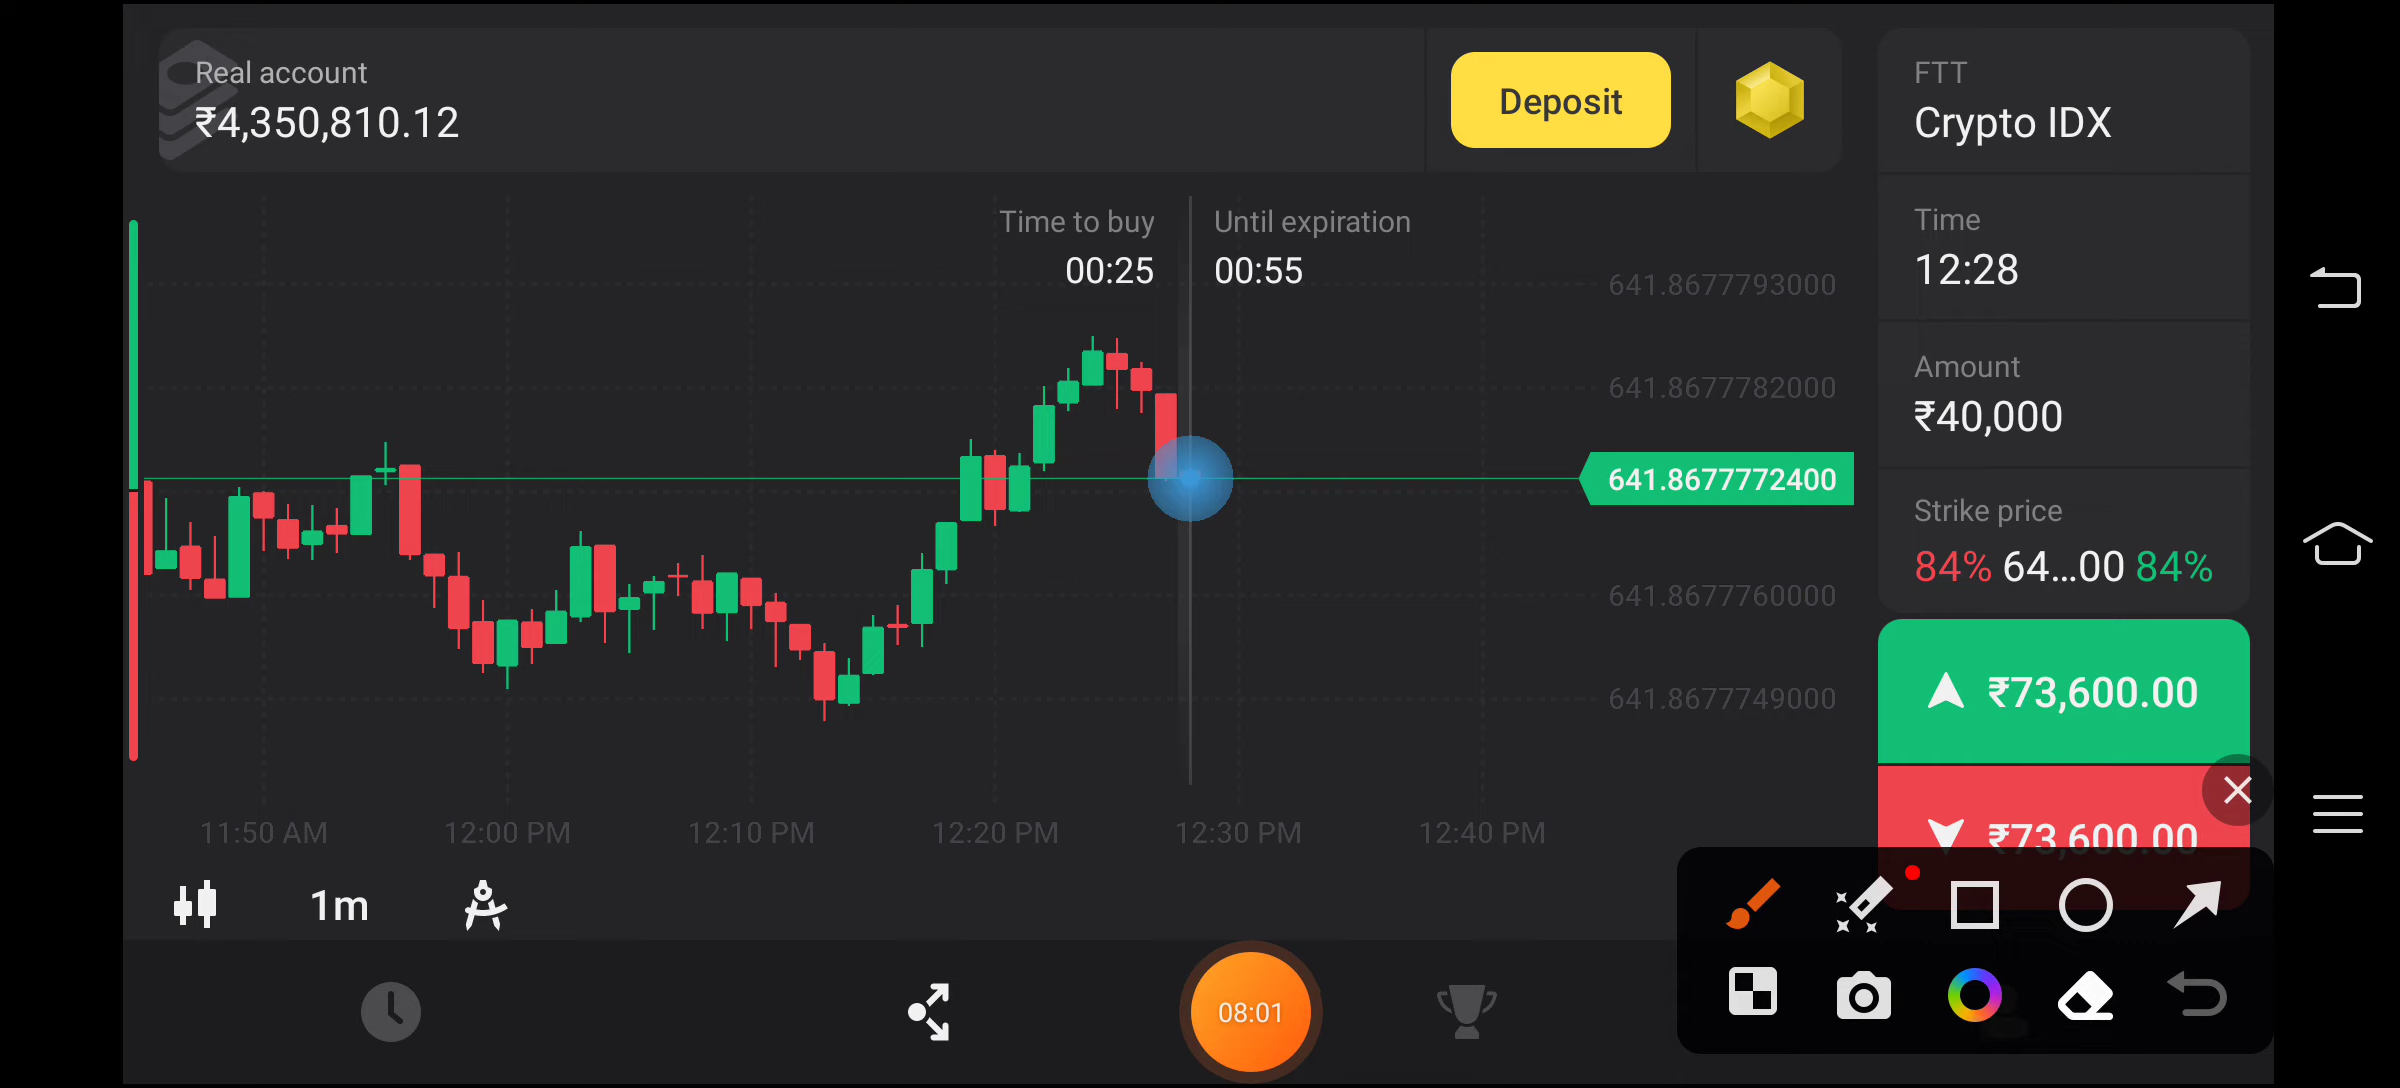 Real account
₹4,350,810.12
Deposit
FTT
Crypto IDX
Time to buy
00:25
Until expiration
00:55
Time
12:28
Amount
₹40,000
Strike price
84% 64...00 84%
641.8677793000
641.8677782000
641.8677772400
641.8677760000
641.8677749000
₹73,600.00
₹73,600.00
11:50 AM
12:00 PM
12:10 PM
12:20 PM
12:30 PM
12:40 PM
1m
08:01